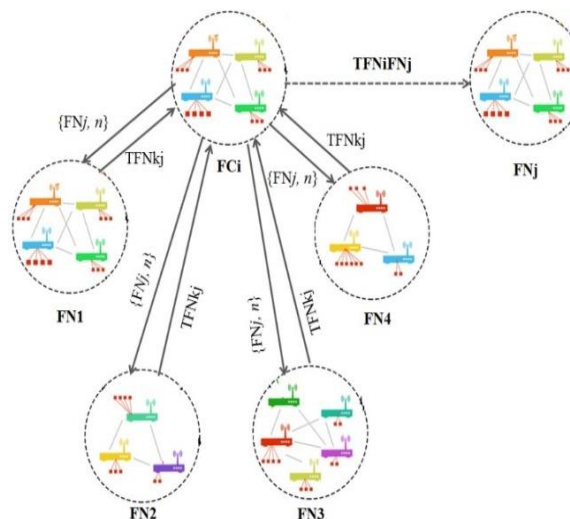 TFNiFNj
{FNj, n}
TFNkj
FCi
TFNkj
{FNj, n}
FNj
FN1
{FNj, n}
TFNkj
{FNj, n}
TFNkj
FN4
FN2
FN3